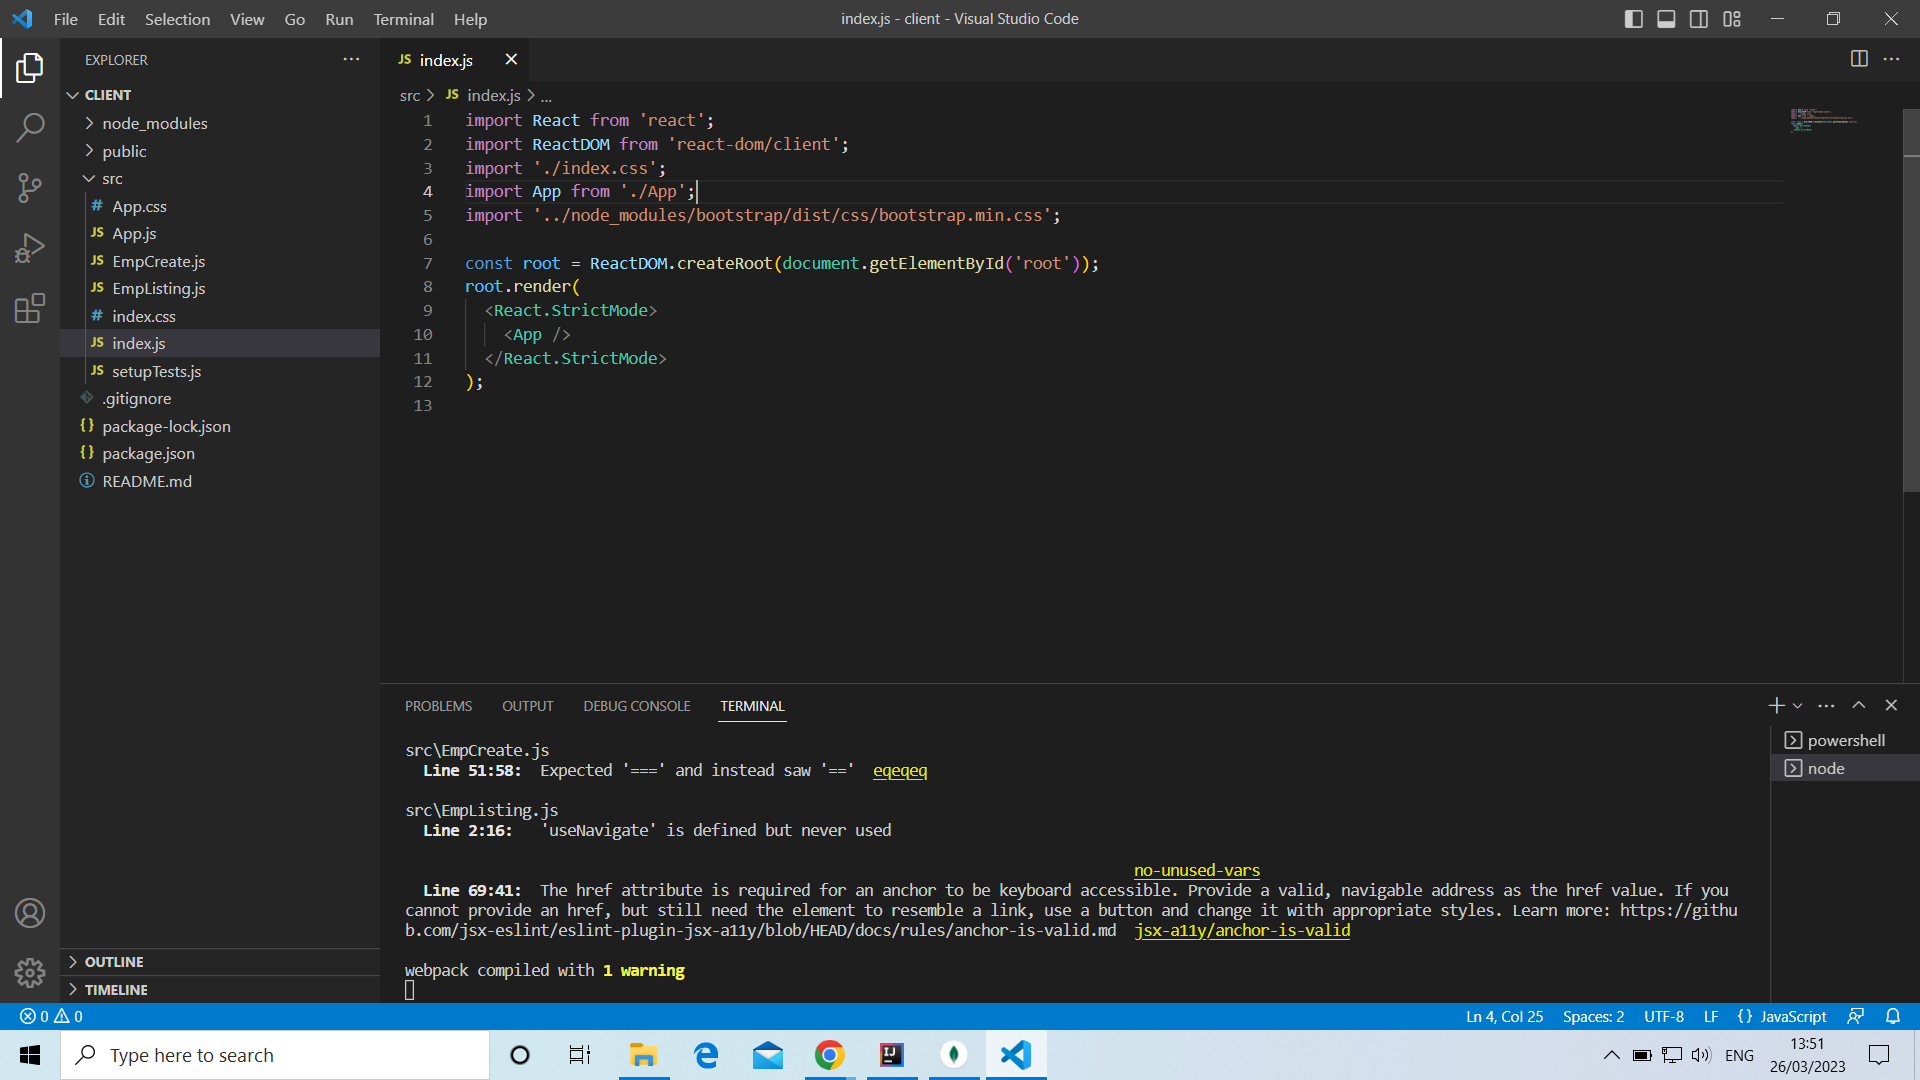 File Edit Selection View Go Run Terminal Help
index.js - client - Visual Studio Code
EXPLORER
CLIENT
node_modules
public
src
# App.css
JS App.js
JS EmpCreate.js
JS EmpListing.js
# index.css
JS index.js
JS setupTests.js
.gitignore
{} package-lock.json
{} package.json
README.md
OUTLINE
TIMELINE
JS index.js
src > JS index.js > ...
1 import React from 'react';
2 import ReactDOM from 'react-dom/client';
3 import './index.css';
4 import App from './App';
5 import '../node_modules/bootstrap/dist/css/bootstrap.min.css';
6
7 const root = ReactDOM.createRoot(document.getElementById('root'));
8 root.render(
9 <React.StrictMode>
10 <App />
11 </React.StrictMode>
12 );
13
PROBLEMS OUTPUT DEBUG CONSOLE TERMINAL
src\EmpCreate.js
Line 51:58: Expected '===' and instead saw '==' eqeqeq
src\EmpListing.js
Line 2:16: 'useNavigate' is defined but never used
no-unused-vars
Line 69:41: The href attribute is required for an anchor to be keyboard accessible. Provide a valid, navigable address as the href value. If you
cannot provide an href, but still need the element to resemble a link, use a button and change it with appropriate styles. Learn more: https://githu
b.com/jsx-eslint/eslint-plugin-jsx-a11y/blob/HEAD/docs/rules/anchor-is-valid.md jsx-a11y/anchor-is-valid
webpack compiled with 1 warning
powershell
node
0 0
Ln 4, Col 25 Spaces: 2 UTF-8 LF {} JavaScript
Type here to search
IJ
ENG
13:51
26/03/2023